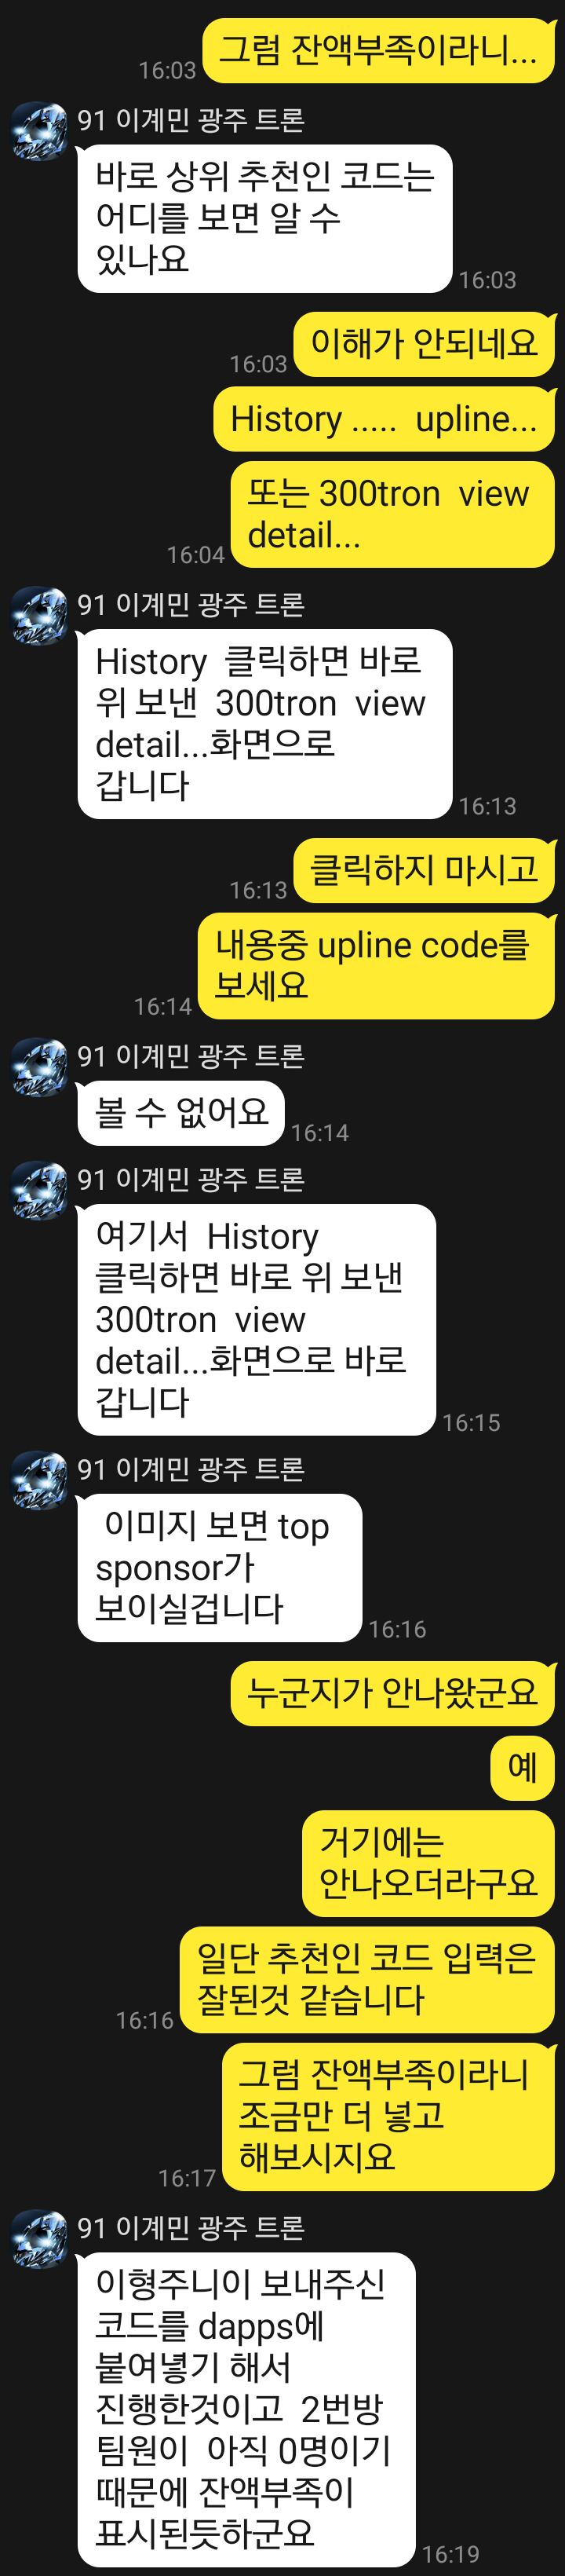 그럼 잔액부족이라니...
16:03
91 이계민 광주 트론
바로 상위 추천인 코드는
어디를 보면 알 수
있나요
16:03
이해가 안되네요
16:03
History ..... upline...
또는 300tron view
detail...
16:04
91 이계민 광주 트론
History 클릭하면 바로
위 보낸 300tron view
detail...화면으로
갑니다
16:13
클릭하지 마시고
16:13
내용중 upline code를
보세요
16:14
91 이계민 광주 트론
볼 수 없어요
16:14
91 이계민 광주 트론
여기서 History
클릭하면 바로 위 보낸
300tron view
detail...화면으로 바로
갑니다
16:15
91 이계민 광주 트론
이미지 보면 top
sponsor가
보이실겁니다
16:16
누군지가 안나왔군요
예
거기에는
안나오더라구요
일단 추천인 코드 입력은
잘된것 같습니다
16:16
그럼 잔액부족이라니
조금만 더 넣고
해보시지요
16:17
91 이계민 광주 트론
이형주니이 보내주신
코드를 dapps에
붙여녛기 해서
진행한것이고 2번방
팀원이 아직 0명이기
때문에 잔액부족이
표시된듯하군요
16:19